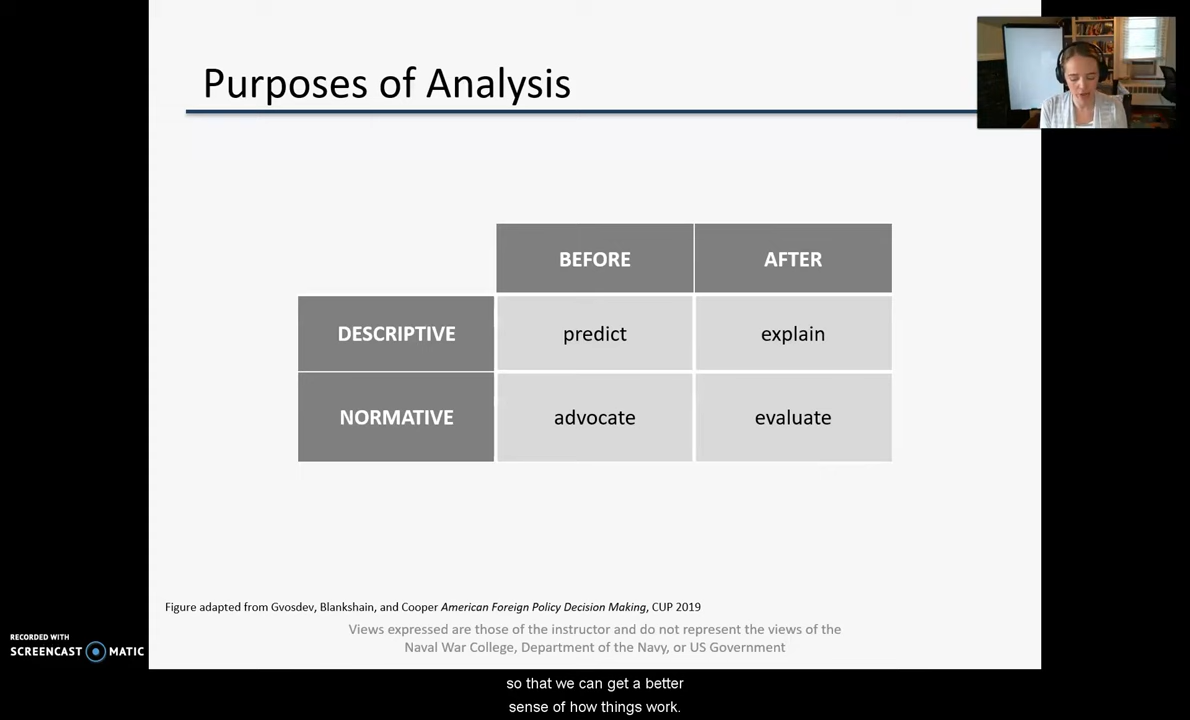 Purposes of Analysis
BEFORE AFTER
DESCRIPTIVE predict explain
NORMATIVE advocate evaluate
Figure adapted from Gvosdev, Blankshain, and Cooper American Foreign Policy Decision Making, CUP 2019
Views expressed are those of the instructor and do not represent the views of the
Naval War College, Department of the Navy, or US Government
RECORDED WITH
SCREENCAST MATIC
so that we can get a better
sense of how things work.